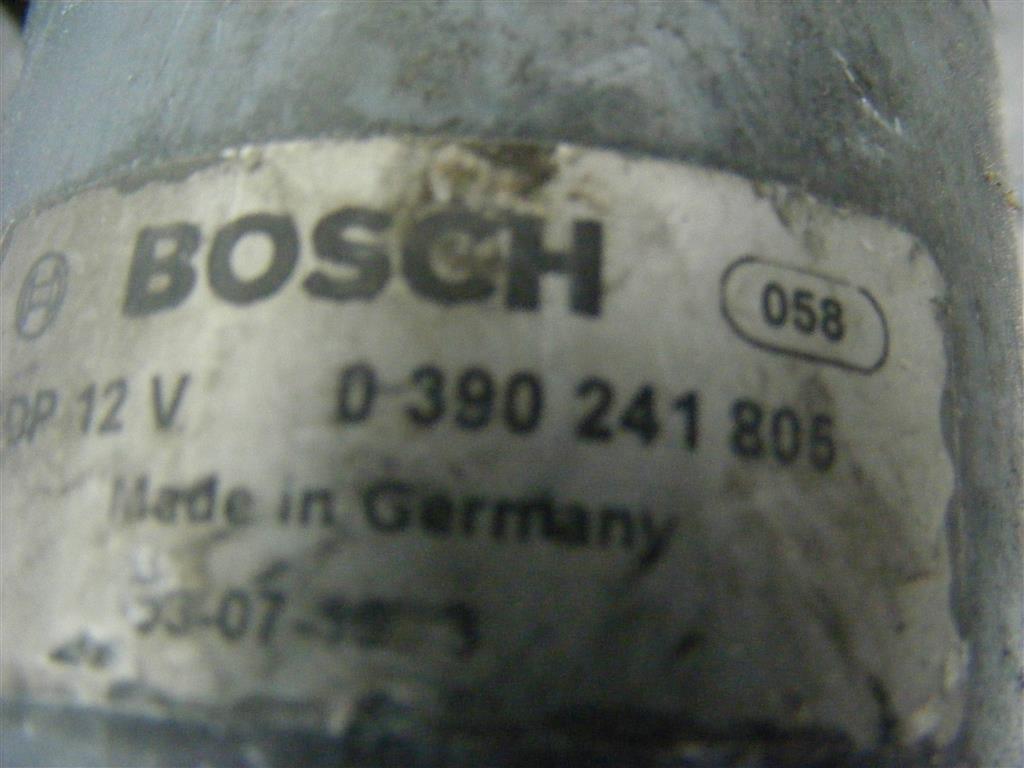 BOSCH 058
DP 12 V 0 390 241 805
Made in Germany